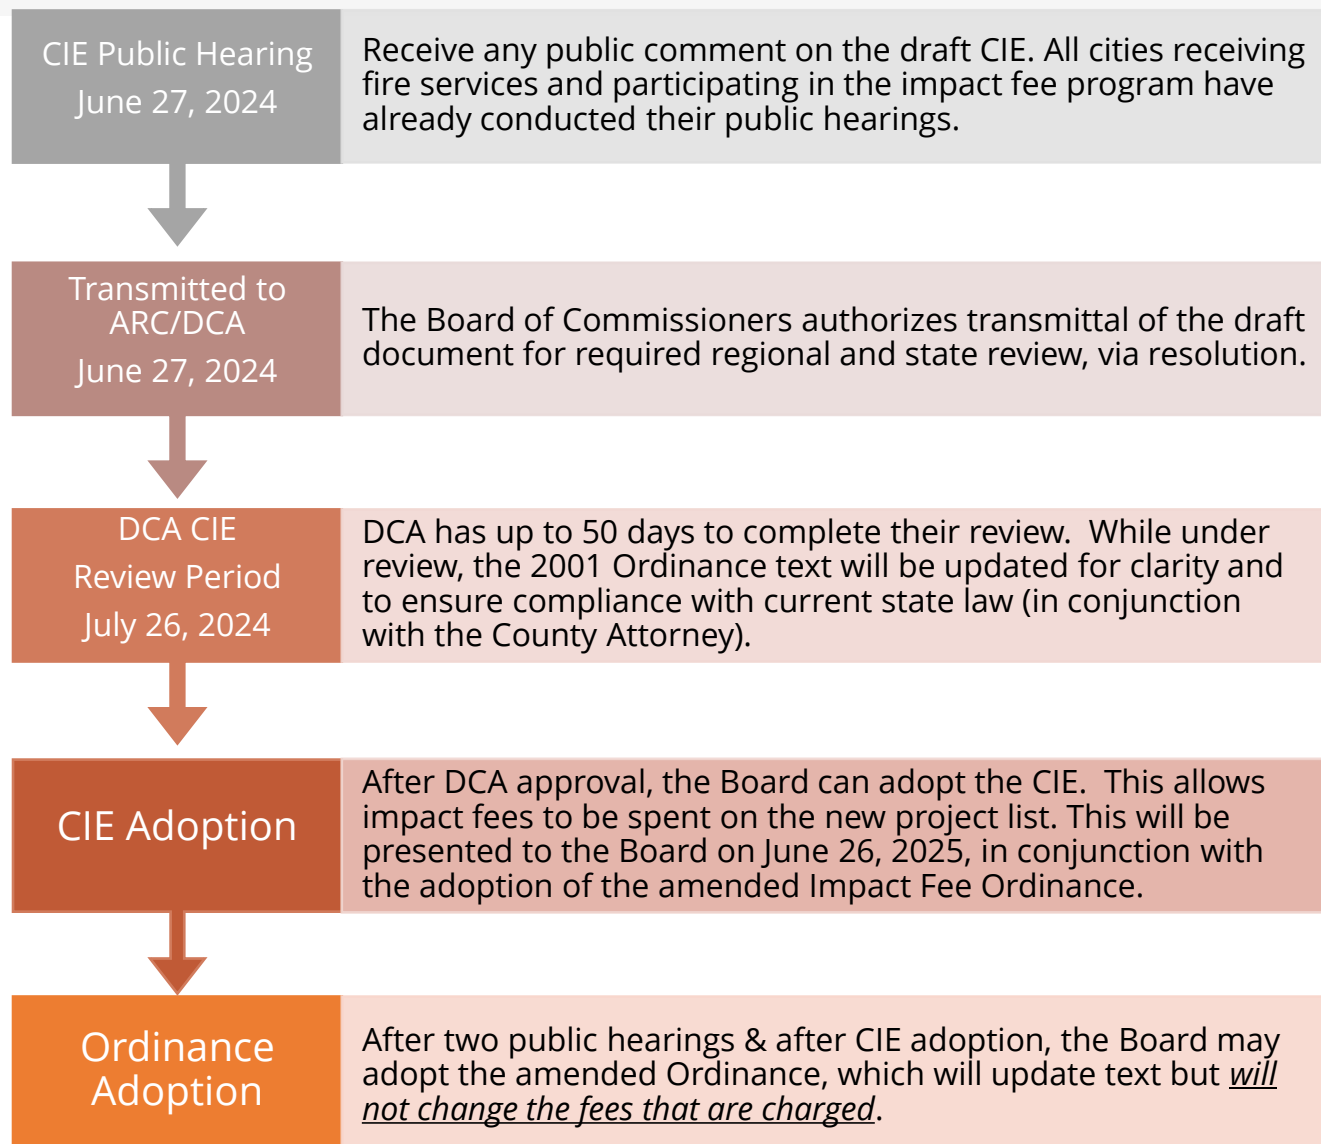 CIE Public Hearing
June 27, 2024
Receive any public comment on the draft CIE. All cities receiving
fire services and participating in the impact fee program have
already conducted their public hearings.
Transmitted to
ARC/DCA
June 27, 2024
The Board of Commissioners authorizes transmittal of the draft
document for required regional and state review, via resolution.
DCA CIE
Review Period
July 26, 2024
DCA has up to 50 days to complete their review.  While under
review, the 2001 Ordinance text will be updated for clarity and
to ensure compliance with current state law (in conjunction
with the County Attorney).
CIE Adoption
After DCA approval, the Board can adopt the CIE.  This allows
impact fees to be spent on the new project list. This will be
presented to the Board on June 26, 2025, in conjunction with
the adoption of the amended Impact Fee Ordinance.
Ordinance
Adoption
After two public hearings & after CIE adoption, the Board may
adopt the amended Ordinance, which will update text but will
not change the fees that are charged.